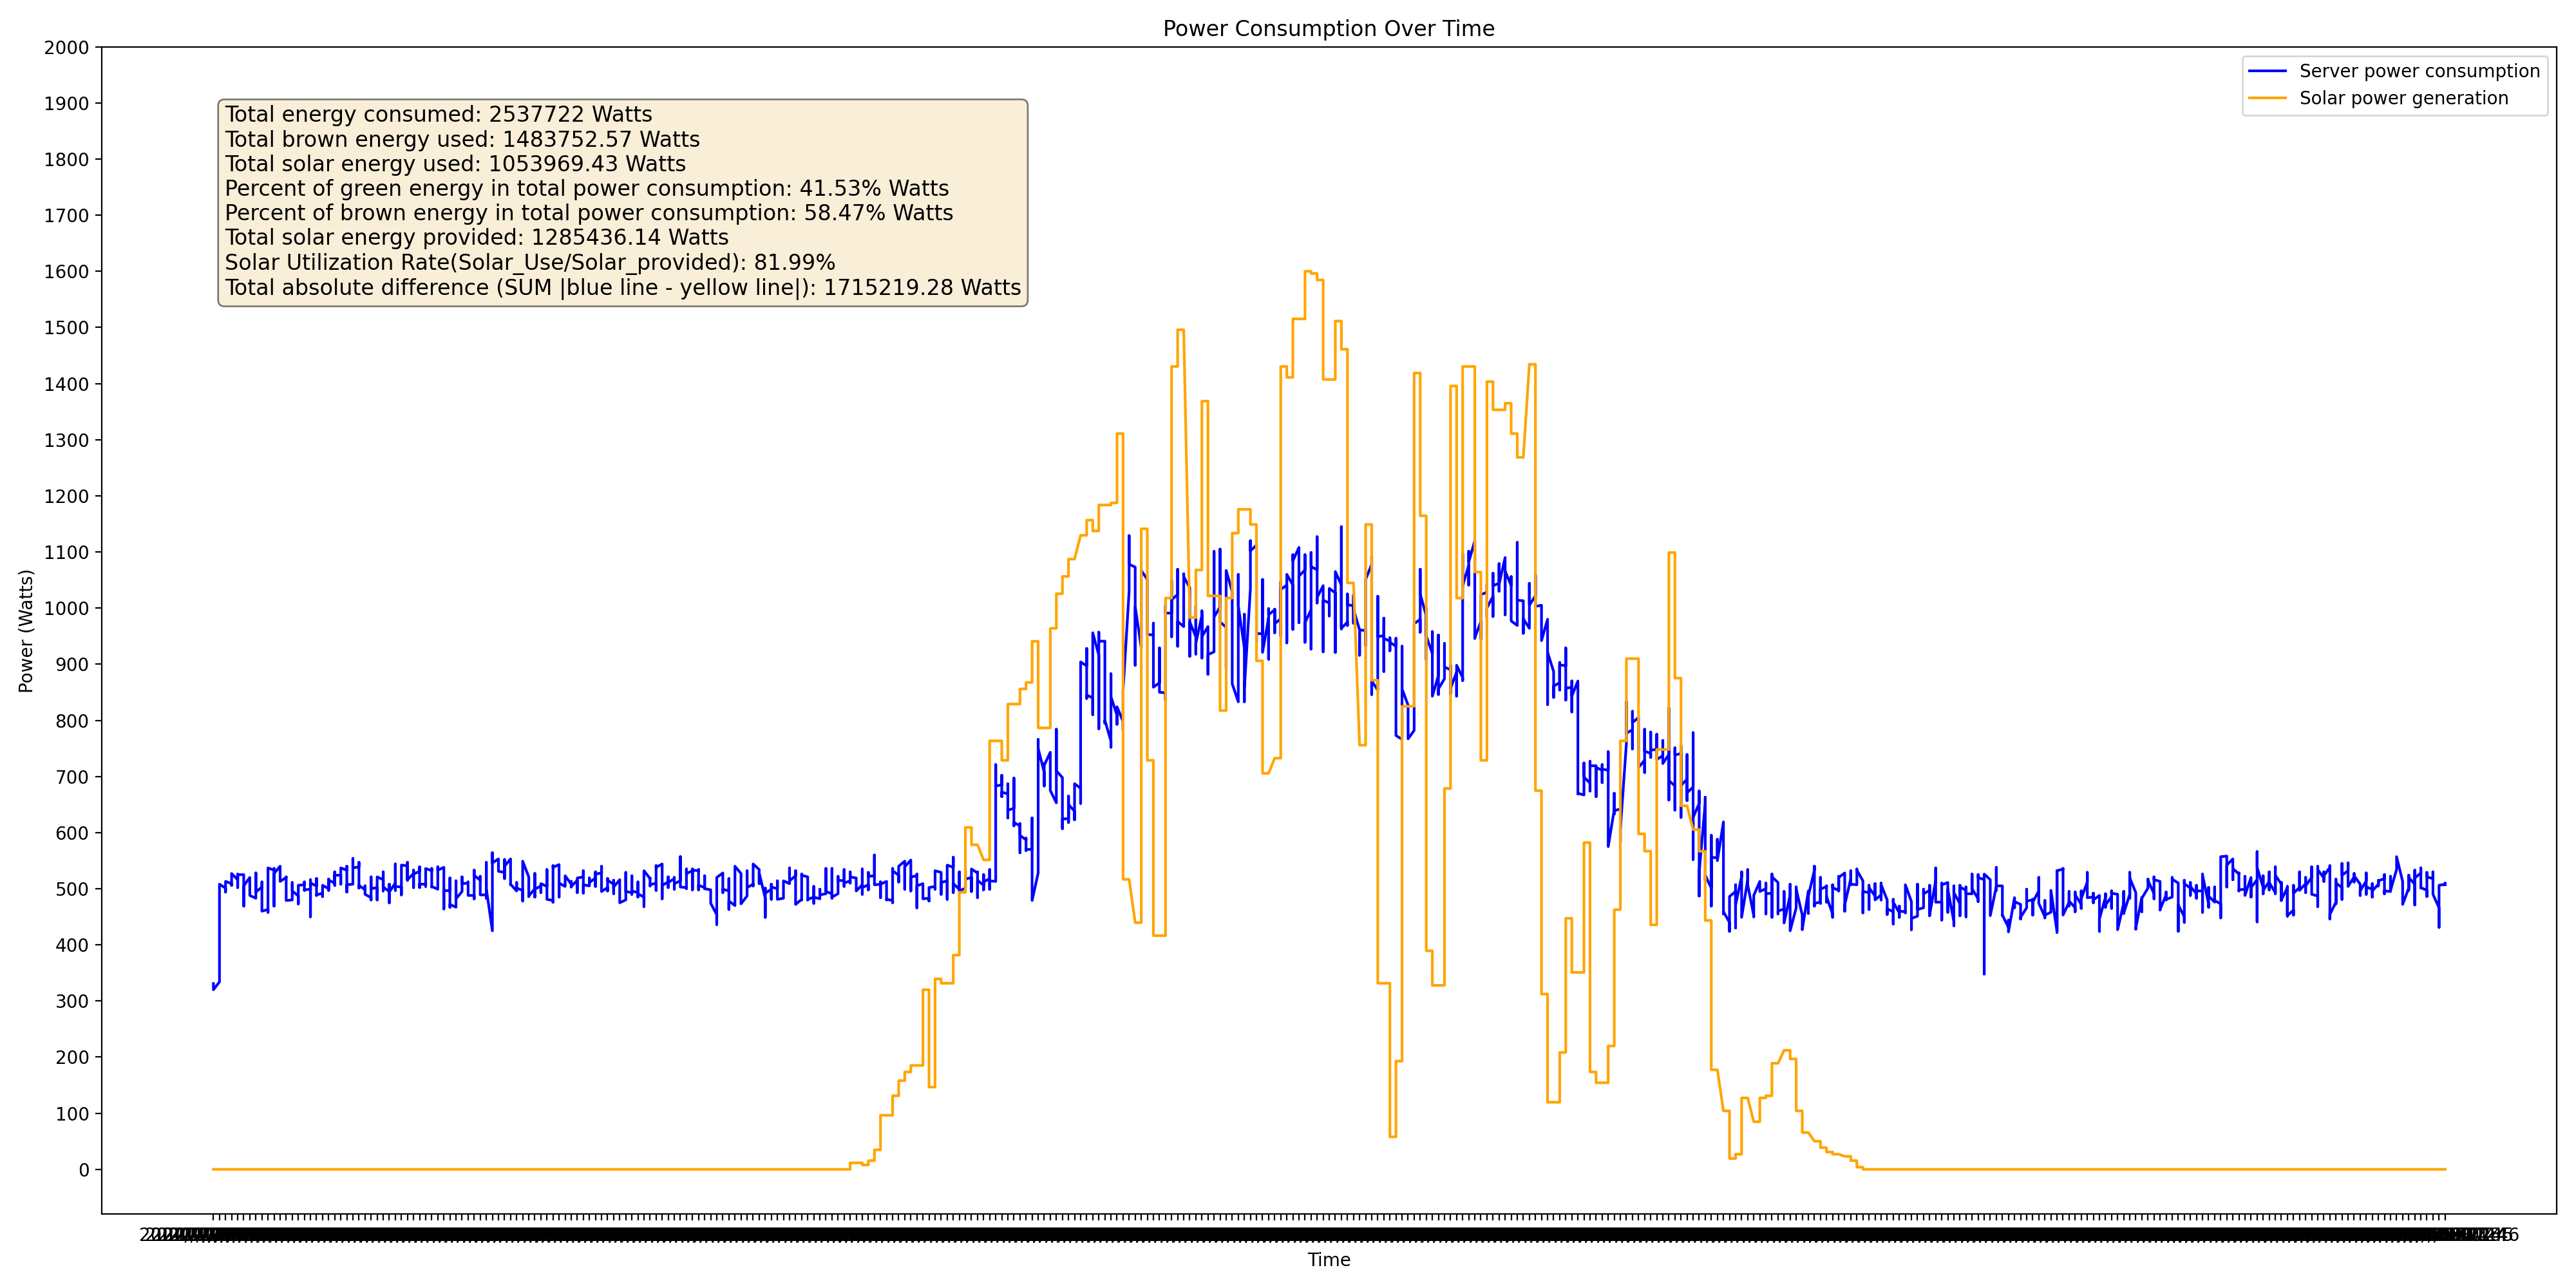 Power Consumption Over Time
2000
1900
1800
1700
1600
1500
1400
1300
1200
1100
1000
900
800
700
600
500
400
300
200
100
0
Power (Watts)
Total energy consumed: 2537722 Watts
Total brown energy used: 1483752.57 Watts
Total solar energy used: 1053969.43 Watts
Percent of green energy in total power consumption: 41.53% Watts
Percent of brown energy in total power consumption: 58.47% Watts
Total solar energy provided: 1285436.14 Watts
Solar Utilization Rate(Solar_Use/Solar_provided): 81.99%
Total absolute difference (SUM |blue line - yellow line|): 1715219.28 Watts
Server power consumption
Solar power generation
Time